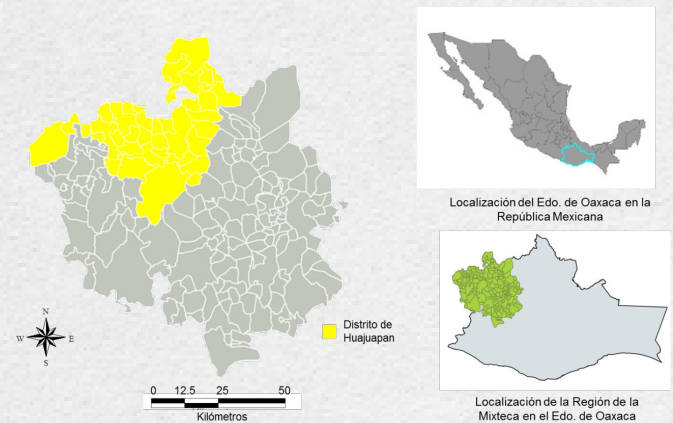 Localización del Edo. de Oaxaca en la
República Mexicana
N
W
E
S
Distrito de
Huajuapan
0 12.5 25 50
Kilómetros
Localización de la Región de la
Mixteca en el Edo. de Oaxaca